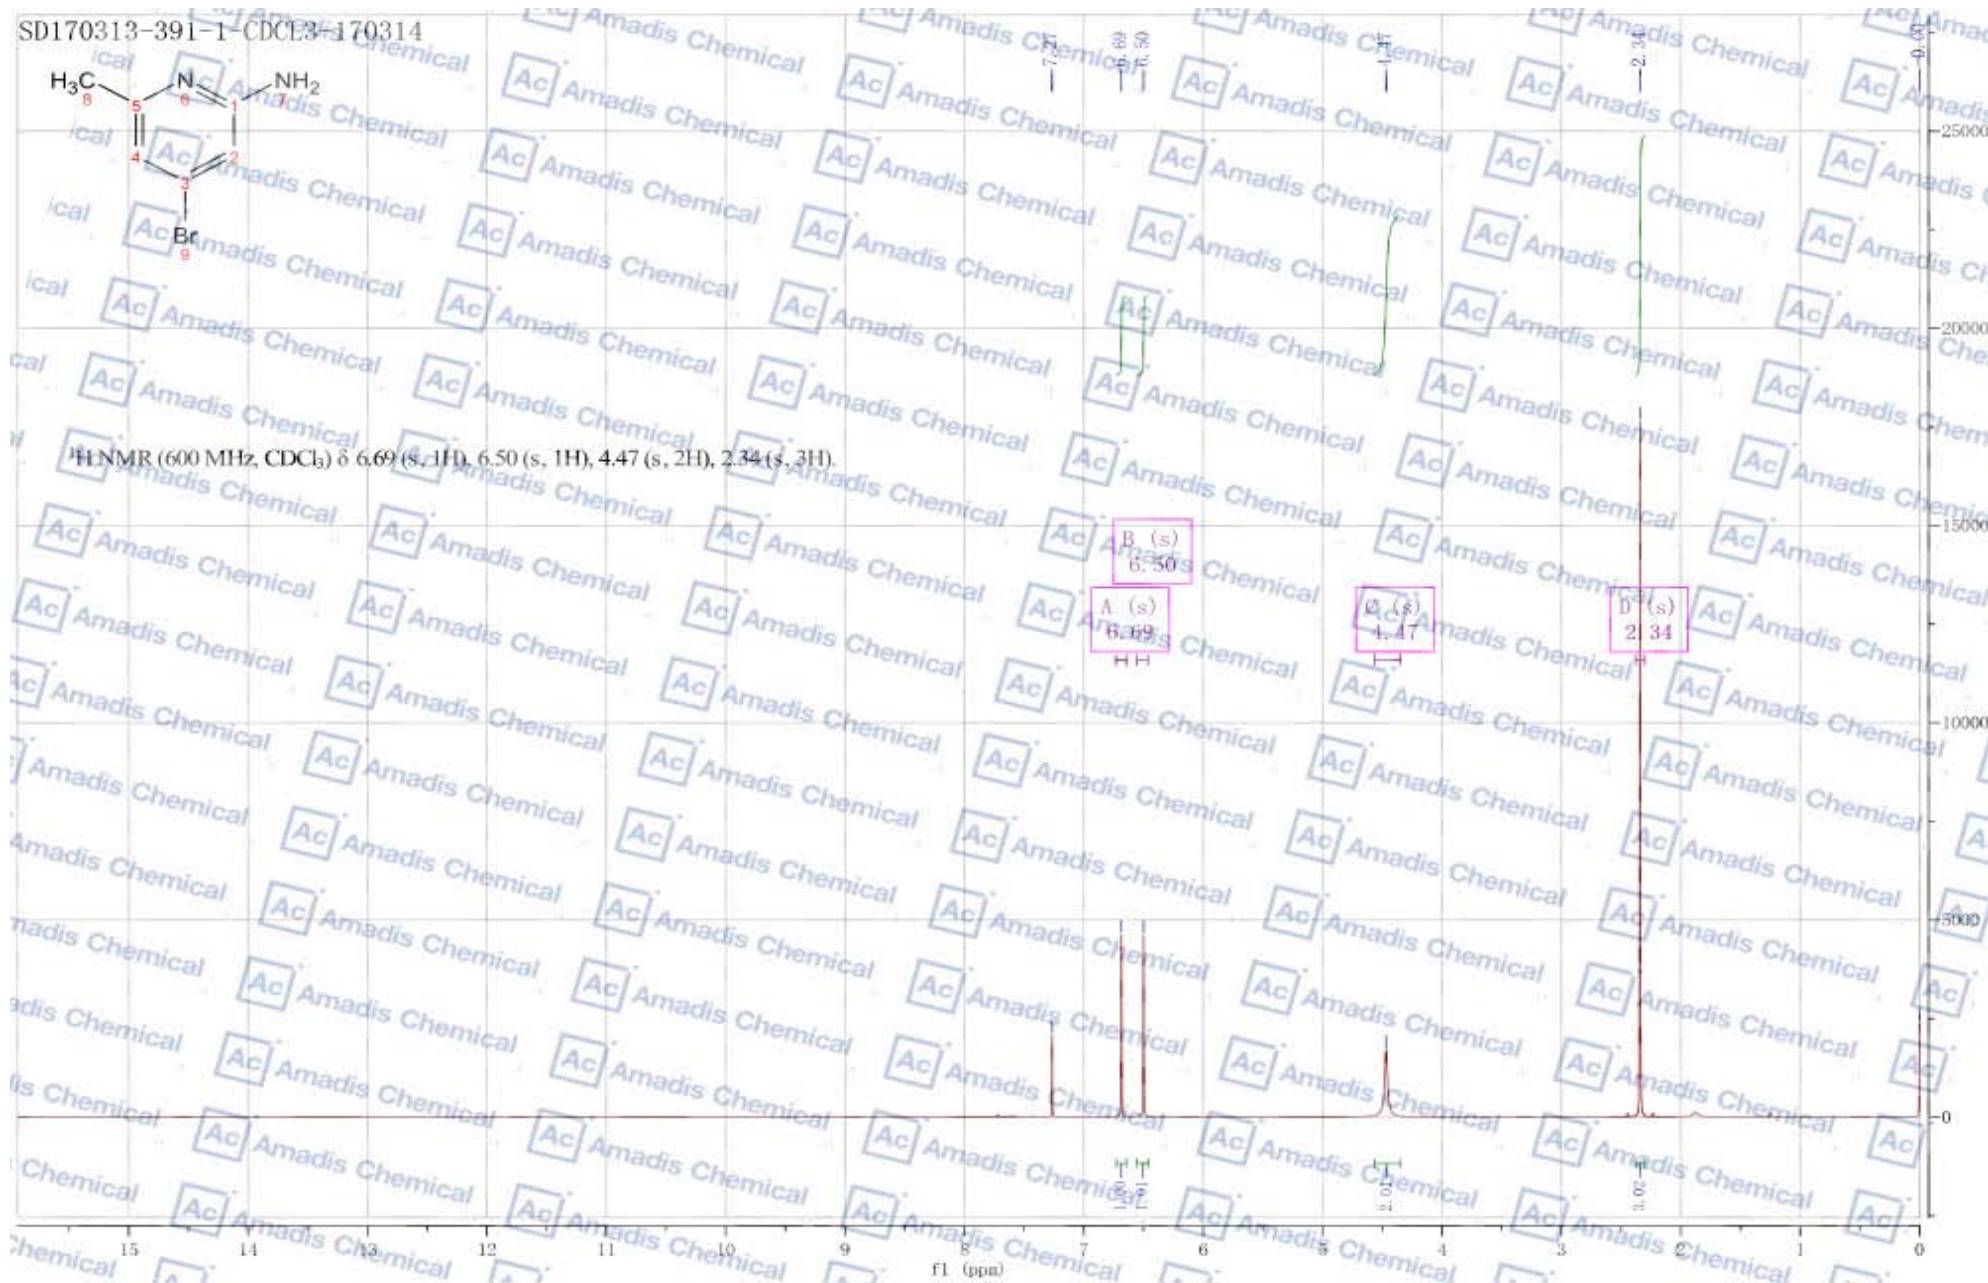 SD170313-391-1-CDCL3-170314
7.27
6.69
6.50
4.47
2.34
0.00
H₃C
8
5
N
6
1
NH₂
7
4
2
3
Br
9
¹H NMR (600 MHz, CDCl₃) δ 6.69 (s, 1H), 6.50 (s, 1H), 4.47 (s, 2H), 2.34 (s, 3H).
B (s)
6.50
A (s)
6.69
C (s)
4.47
D (s)
2.34
25000
20000
15000
10000
5000
0
1.00
1.01
2.01
3.02
15 14 13 12 11 10 9 8 7 6 5 4 3 2 1 0
f1 (ppm)
Ac Amadis Chemical